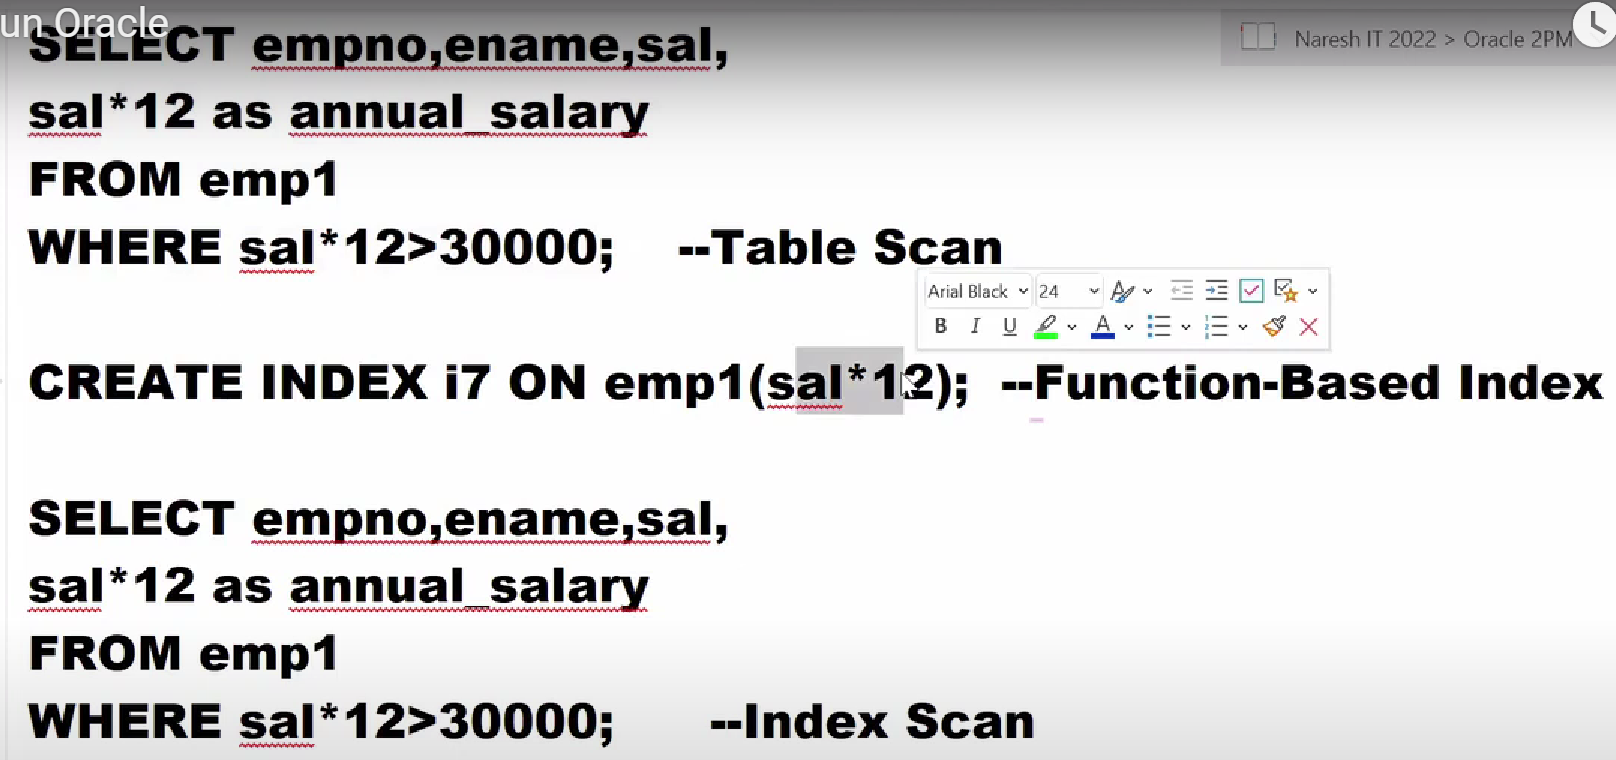 un Oracle
Naresh IT 2022 > Oracle 2PM
SELECT empno,ename,sal,
sal*12 as annual_salary
FROM emp1
WHERE sal*12>30000; --Table Scan
Arial Black 24
B I U A
CREATE INDEX i7 ON emp1(sal*12); --Function-Based Index
SELECT empno,ename,sal,
sal*12 as annual_salary
FROM emp1
WHERE sal*12>30000; --Index Scan